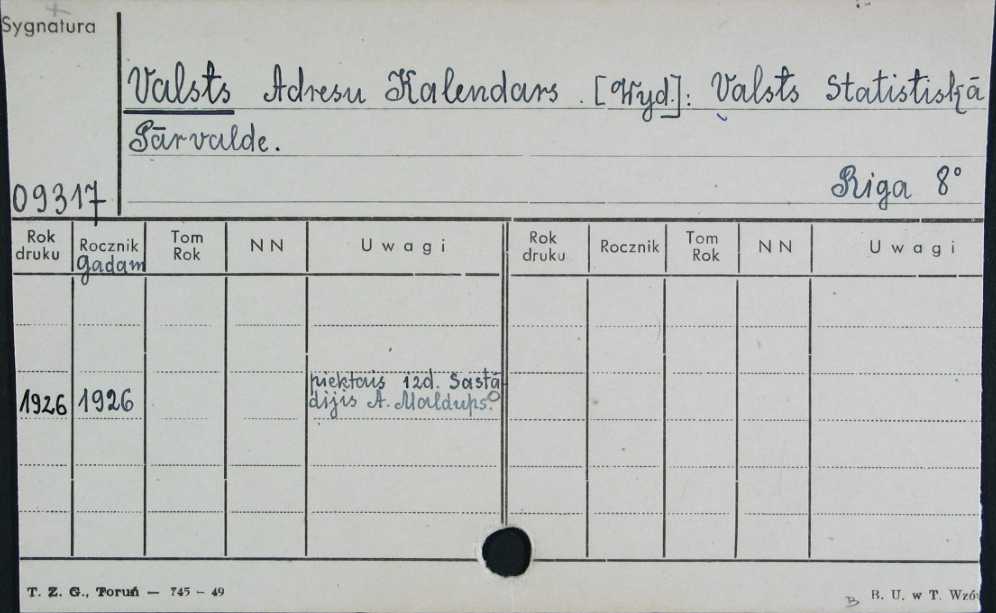 Sygnatura
Valsts Adresu Kalendars. [Wyd.]: Valsts Statistiskā
Pārvalde.
09317
Riga 8°
Rok druku Rocznik Tom Rok NN Uwagi Rok druku Rocznik Tom Rok NN Uwagi
gadam
piektais izd. Sastā-
1926 1926 dijis A. Maldups.
T. Z. G., Toruń — 745 — 49
B. U. w T. Wzó